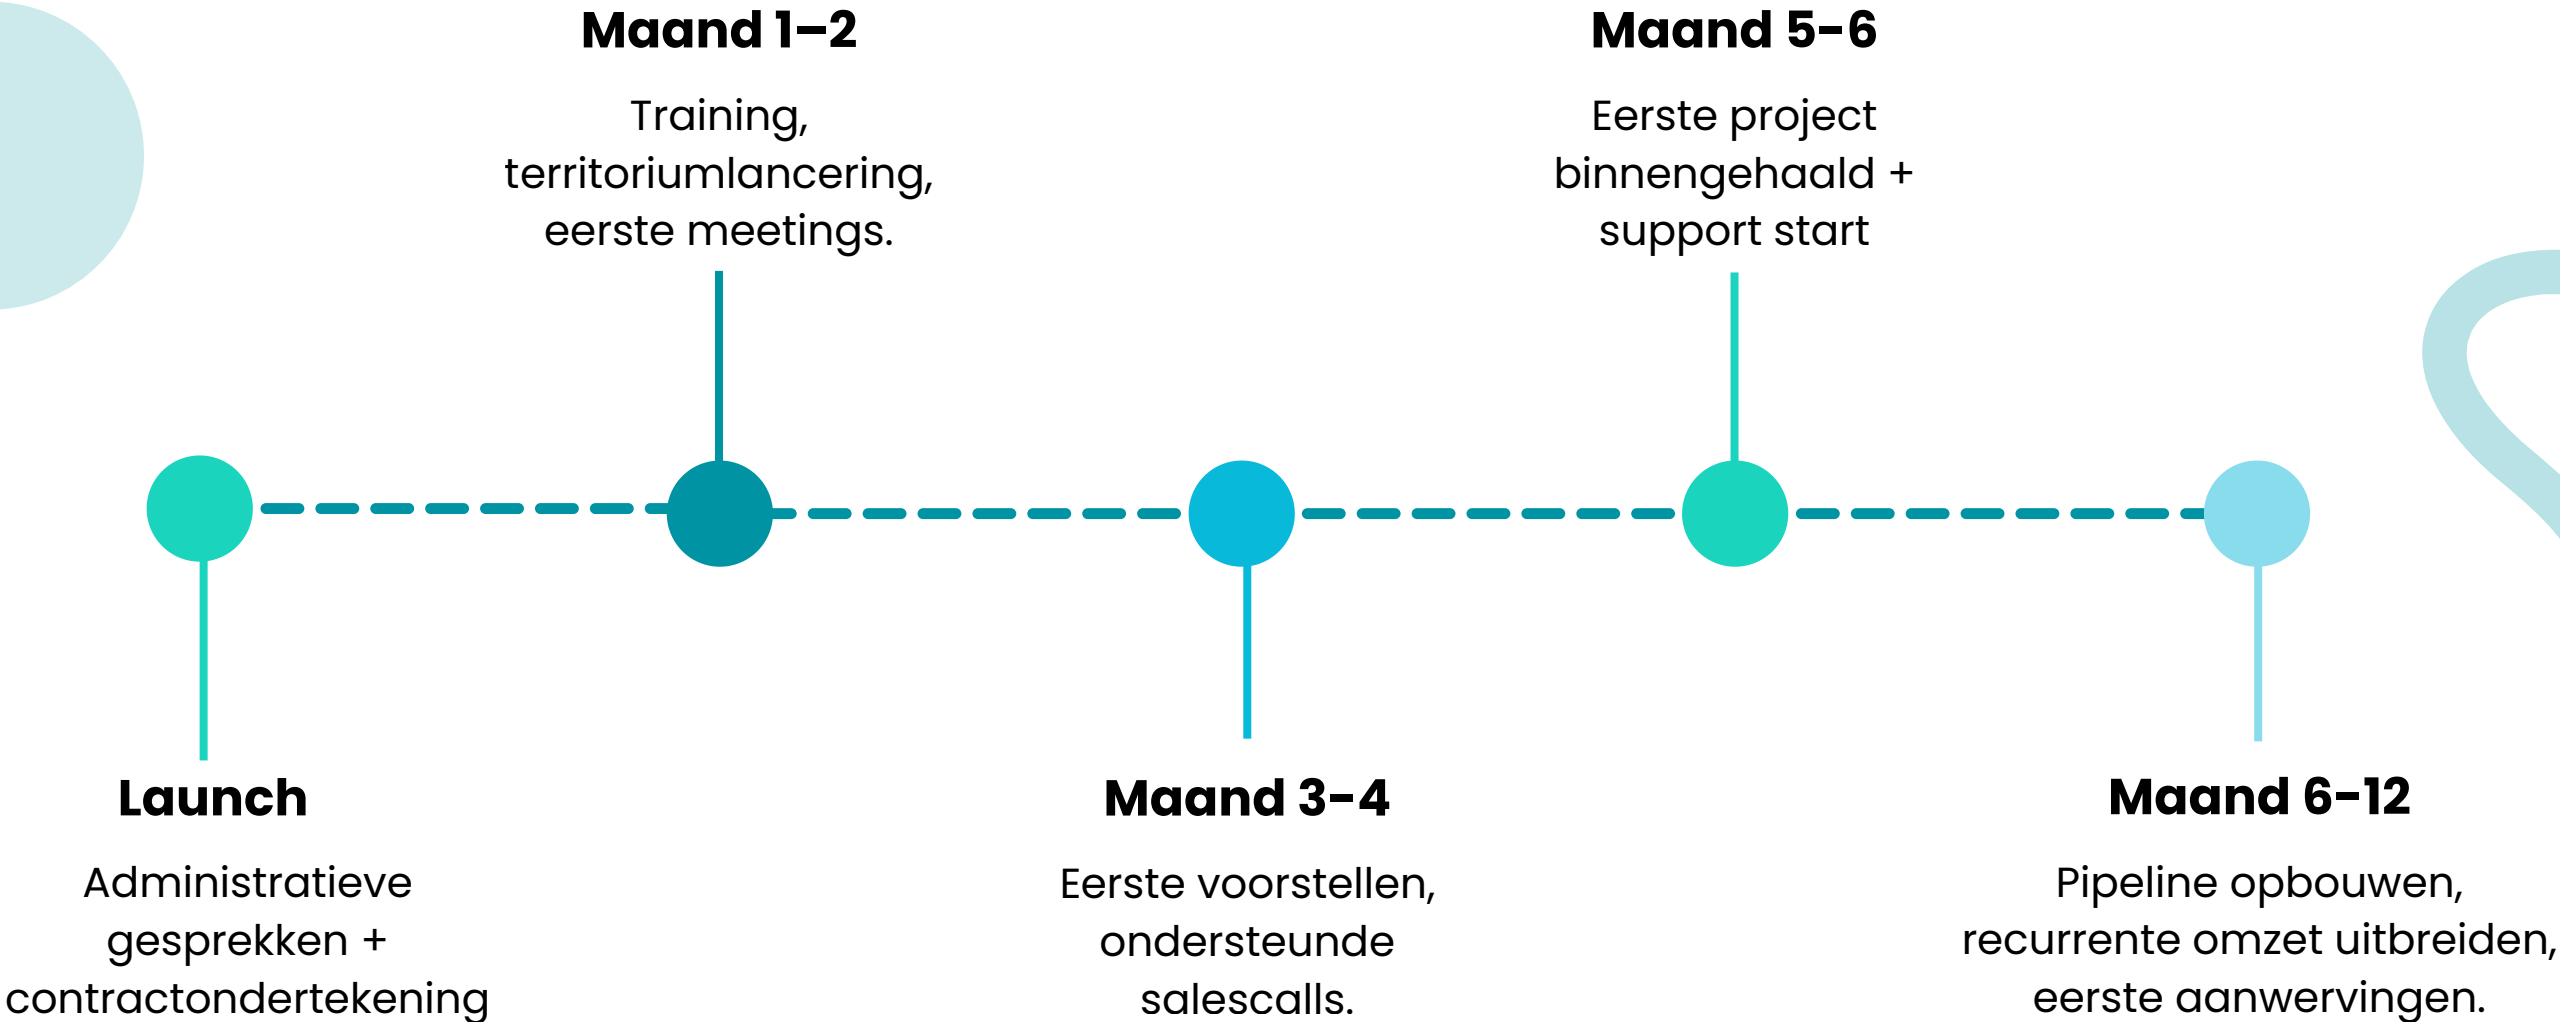 Launch
Administratieve
gesprekken +
contractondertekening
Maand 1–2
Training,
territoriumlancering,
eerste meetings.
Maand 3-4
Eerste voorstellen,
ondersteunde
salescalls.
Maand 5-6
Eerste project
binnengehaald +
support start
Maand 6-12
Pipeline opbouwen,
recurrente omzet uitbreiden,
eerste aanwervingen.